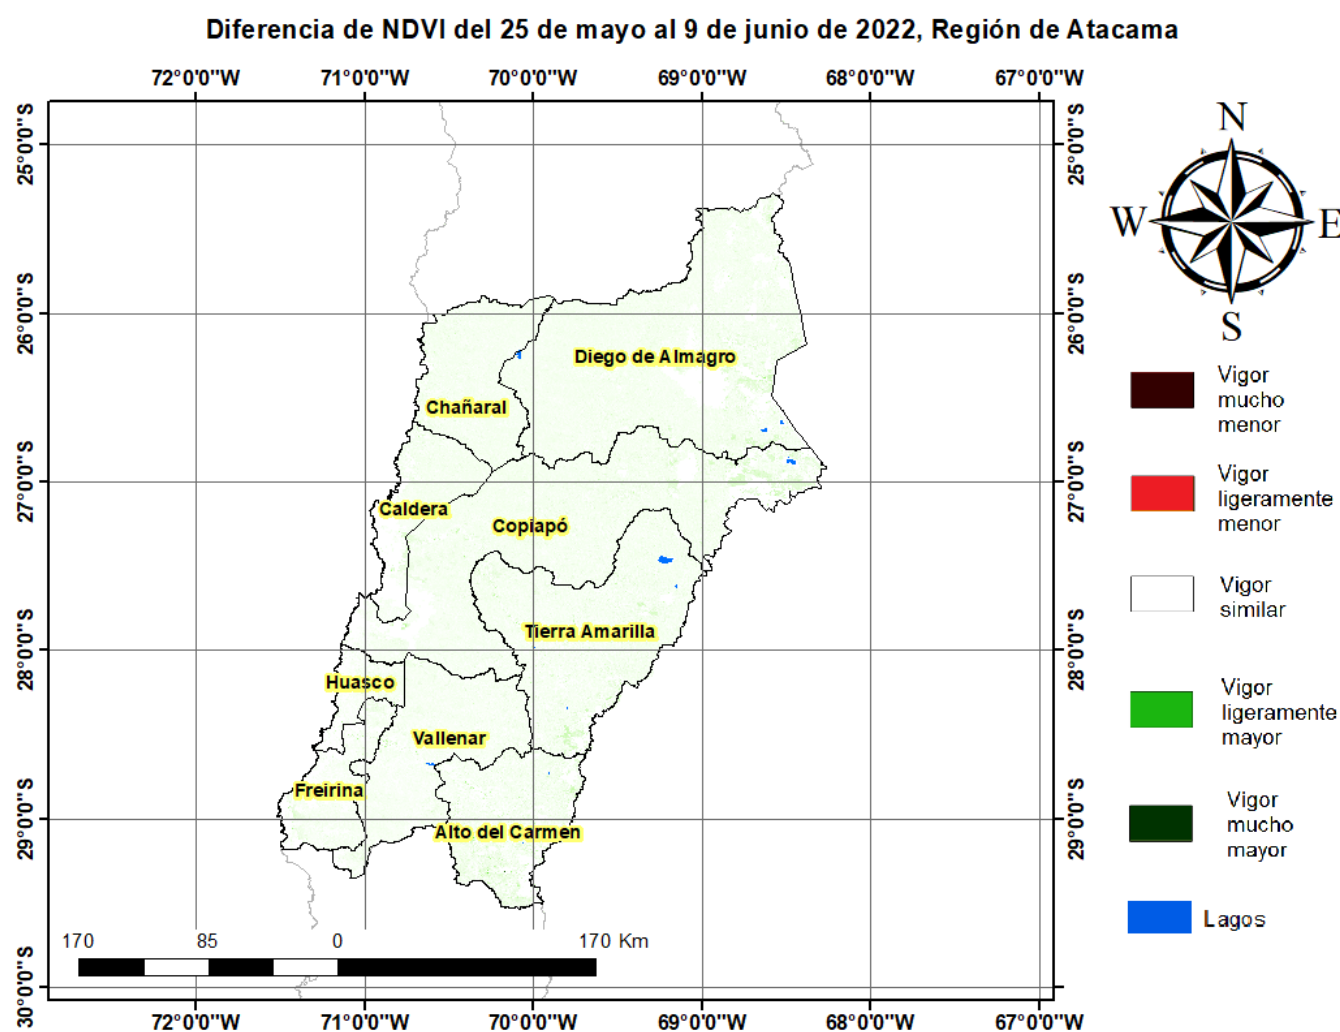 Diferencia de NDVI del 25 de mayo al 9 de junio de 2022, Región de Atacama
72°0'0"W 71°0'0"W 70°0'0"W 69°0'0"W 68°0'0"W 67°0'0"W
25°0'0"S
26°0'0"S
27°0'0"S
28°0'0"S
29°0'0"S
30°0'0"S
Diego de Almagro
Chañaral
Caldera
Copiapó
Tierra Amarilla
Huasco
Vallenar
Freirina
Alto del Carmen
170 85 0 170 Km
25°0'0"S
26°0'0"S
27°0'0"S
28°0'0"S
29°0'0"S
72°0'0"W 71°0'0"W 70°0'0"W 69°0'0"W 68°0'0"W 67°0'0"W
N
W E
S
Vigor
mucho
menor
Vigor
ligeramente
menor
Vigor
similar
Vigor
ligeramente
mayor
Vigor
mucho
mayor
Lagos